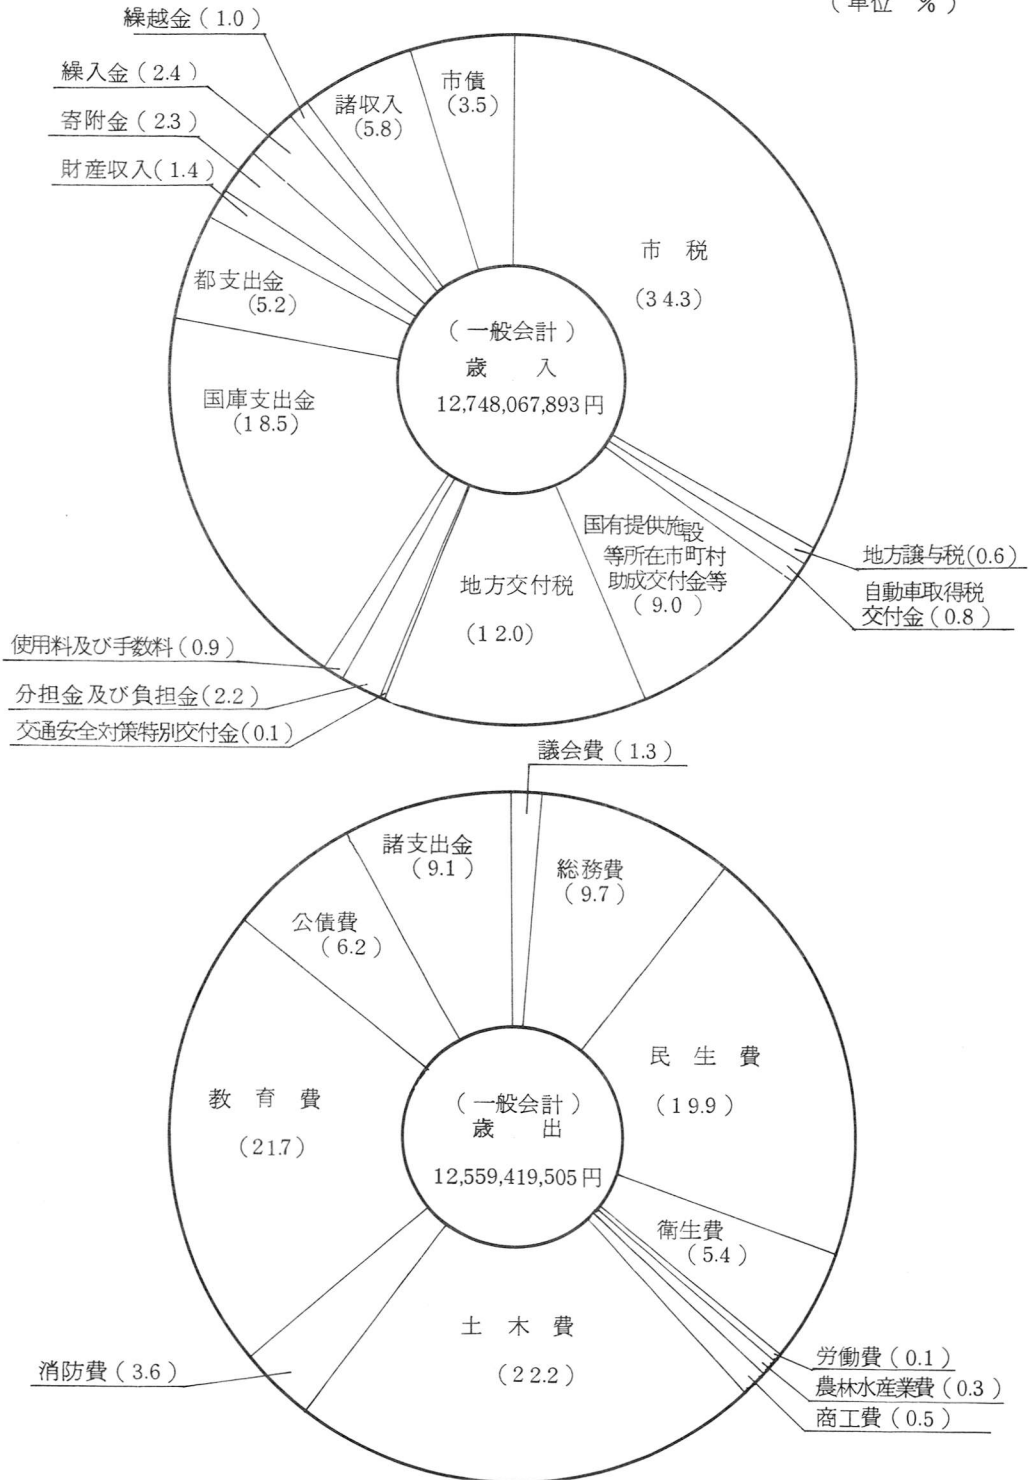 （単位　％）
繰越金（1.0）
繰入金（2.4）
寄附金（2.3）
財産収入（1.4）
都支出金
（5.2）
国庫支出金
（18.5）
諸収入
（5.8）
市債
（3.5）
市　税
（34.3）
（一般会計）
歳　入
12,748,067,893円
地方譲与税（0.6）
自動車取得税
交付金（0.8）
国有提供施設
等所在市町村
助成交付金等
（9.0）
地方交付税
（12.0）
使用料及び手数料（0.9）
分担金及び負担金（2.2）
交通安全対策特別交付金（0.1）
議会費（1.3）
諸支出金
（9.1）
総務費
（9.7）
公債費
（6.2）
民　生　費
（19.9）
教　育　費
（21.7）
（一般会計）
歳　出
12,559,419,505円
衛生費
（5.4）
土　木　費
（22.2）
消防費（3.6）
労働費（0.1）
農林水産業費（0.3）
商工費（0.5）